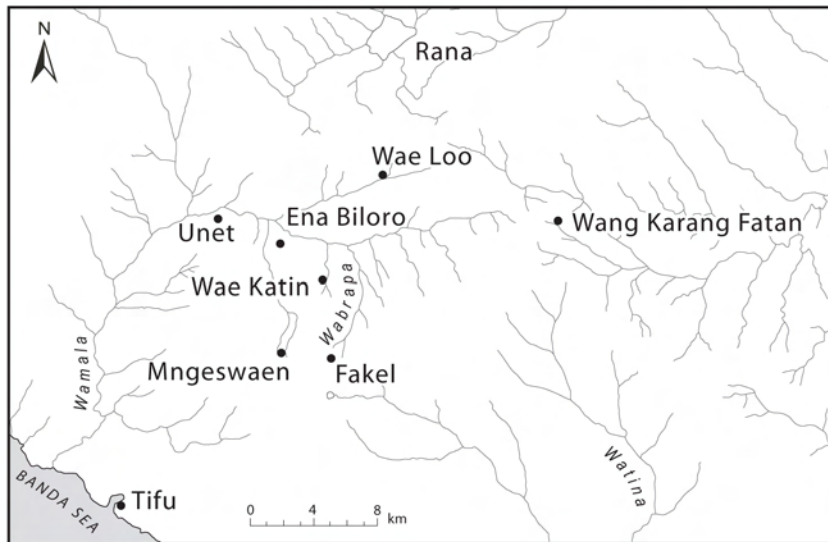 N
Rana
Wae Loo
Ena Biloro
Unet
Wang Karang Fatan
Wae Katin
Wabrapa
Wamala
Mngeswaen
Fakel
Watina
BANDA SEA
Tifu
0 4 8
km